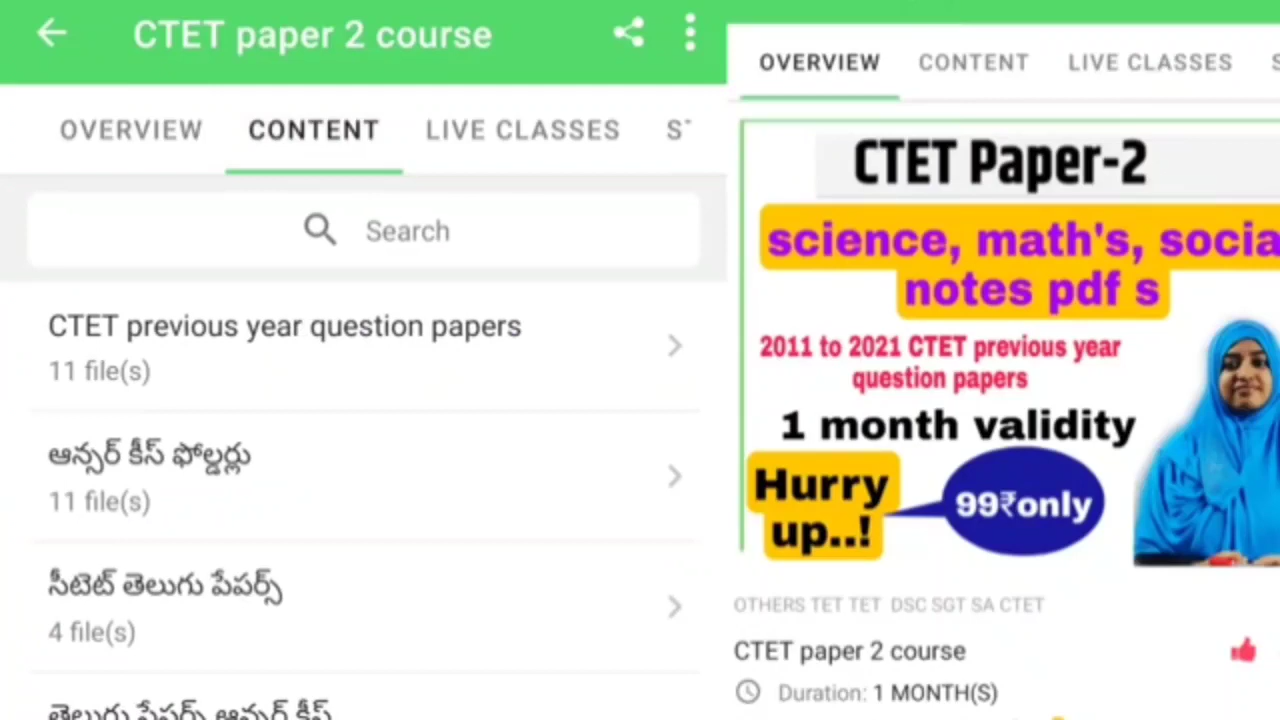 CTET paper 2 course
OVERVIEW CONTENT LIVE CLASSES
Search
CTET previous year question papers
11 file(s)
ఆన్సర్ కీస్ ఫోల్డర్లు
11 file(s)
సీటెట్ తెలుగు పేపర్స్
4 file(s)
తెలుగు పేపర్స్ ఆన్సర్ కీస్
OVERVIEW CONTENT LIVE CLASSES S
CTET Paper-2
science, math's, socia
notes pdf s
2011 to 2021 CTET previous year
question papers
1 month validity
Hurry
up..!
99₹only
OTHERS TET TET DSC SGT SA CTET
CTET paper 2 course
Duration: 1 MONTH(S)